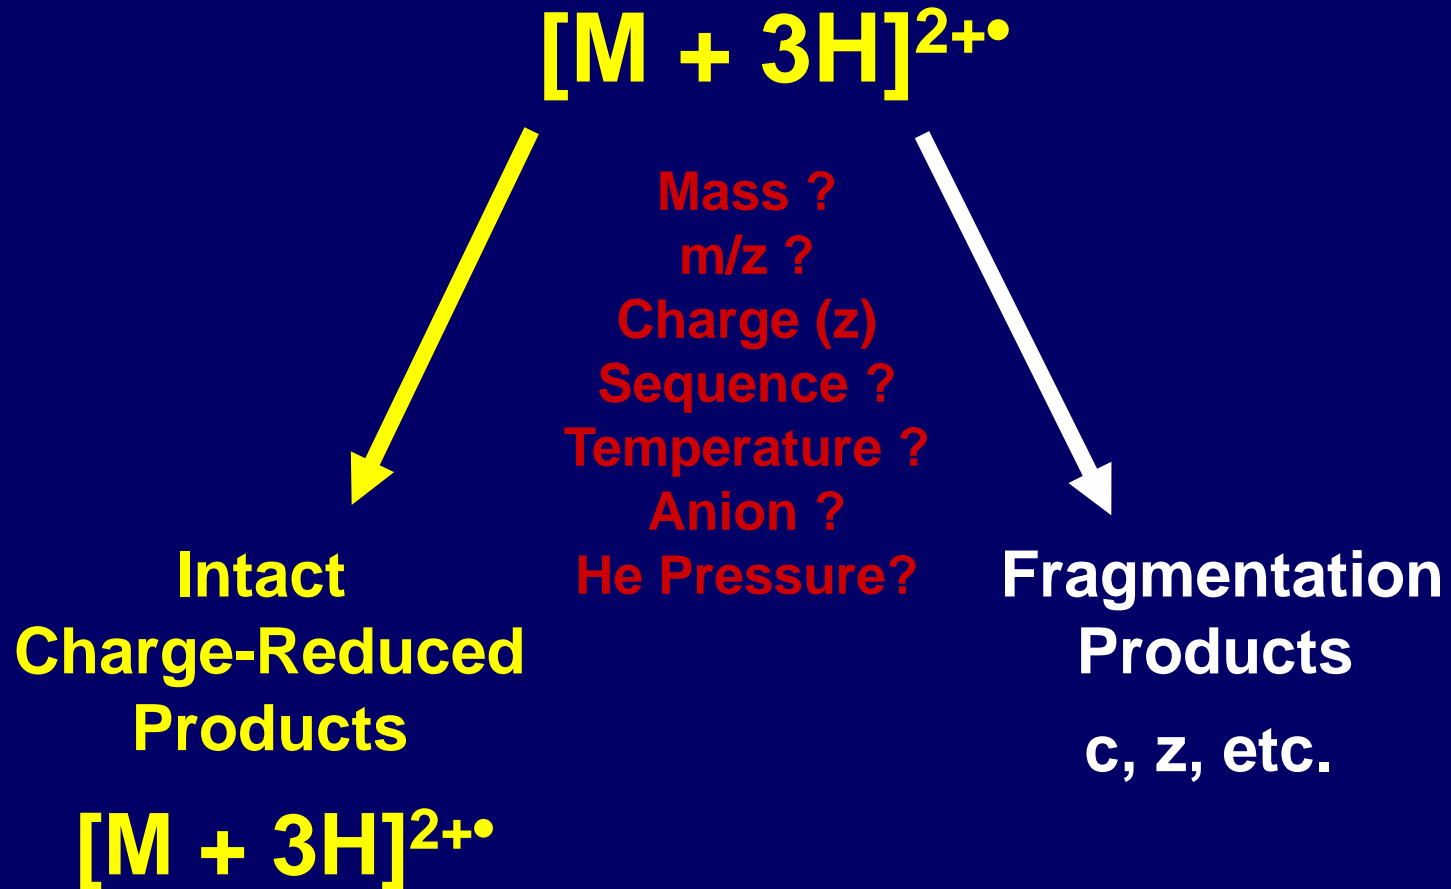 [M + 3H]²⁺•
Mass ?
m/z ?
Charge (z)
Sequence ?
Temperature ?
Anion ?
He Pressure?
Intact
Charge-Reduced
Products
[M + 3H]²⁺•
Fragmentation
Products
c, z, etc.